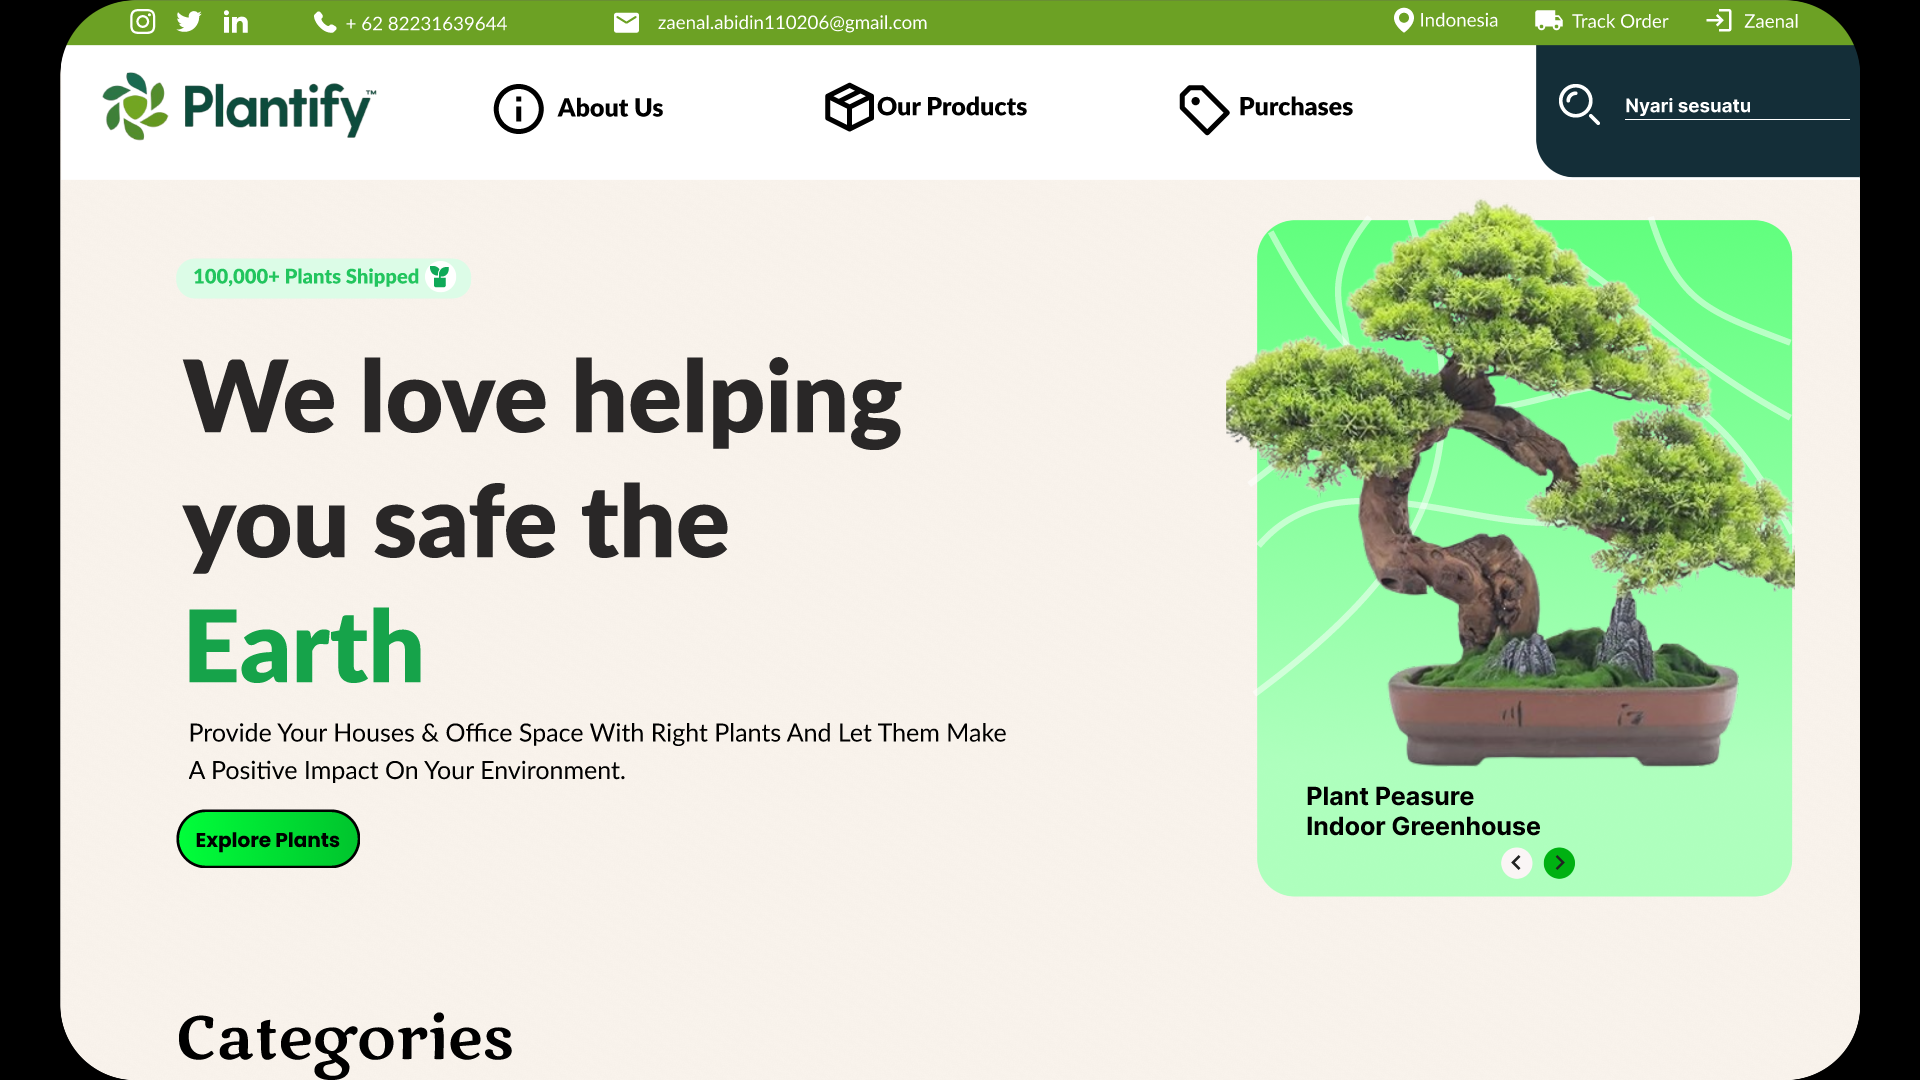 + 62 82231639644
zaenal.abidin110206@gmail.com
Indonesia
Track Order
Zaenal
Plantify™
About Us
Our Products
Purchases
Nyari sesuatu
100,000+ Plants Shipped
We love helping
you safe the
Earth
Provide Your Houses & Office Space With Right Plants And Let Them Make
A Positive Impact On Your Environment.
Explore Plants
Plant Peasure
Indoor Greenhouse
Categories